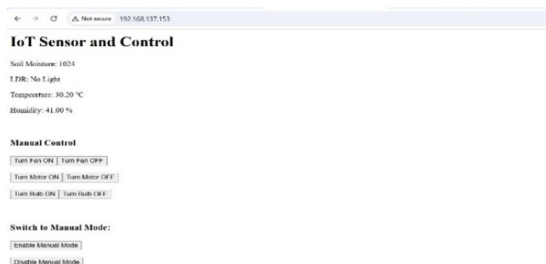 Not secure 192.168.137.153
IoT Sensor and Control
Soil Moisture: 1024
LDR: No Light
Temperature: 30.20 °C
Humidity: 41.00 %
Manual Control
Turn Fan ON Turn Fan OFF
Turn Motor ON Turn Motor OFF
Turn Bulb ON Turn Bulb OFF
Switch to Manual Mode:
Enable Manual Mode
Disable Manual Mode